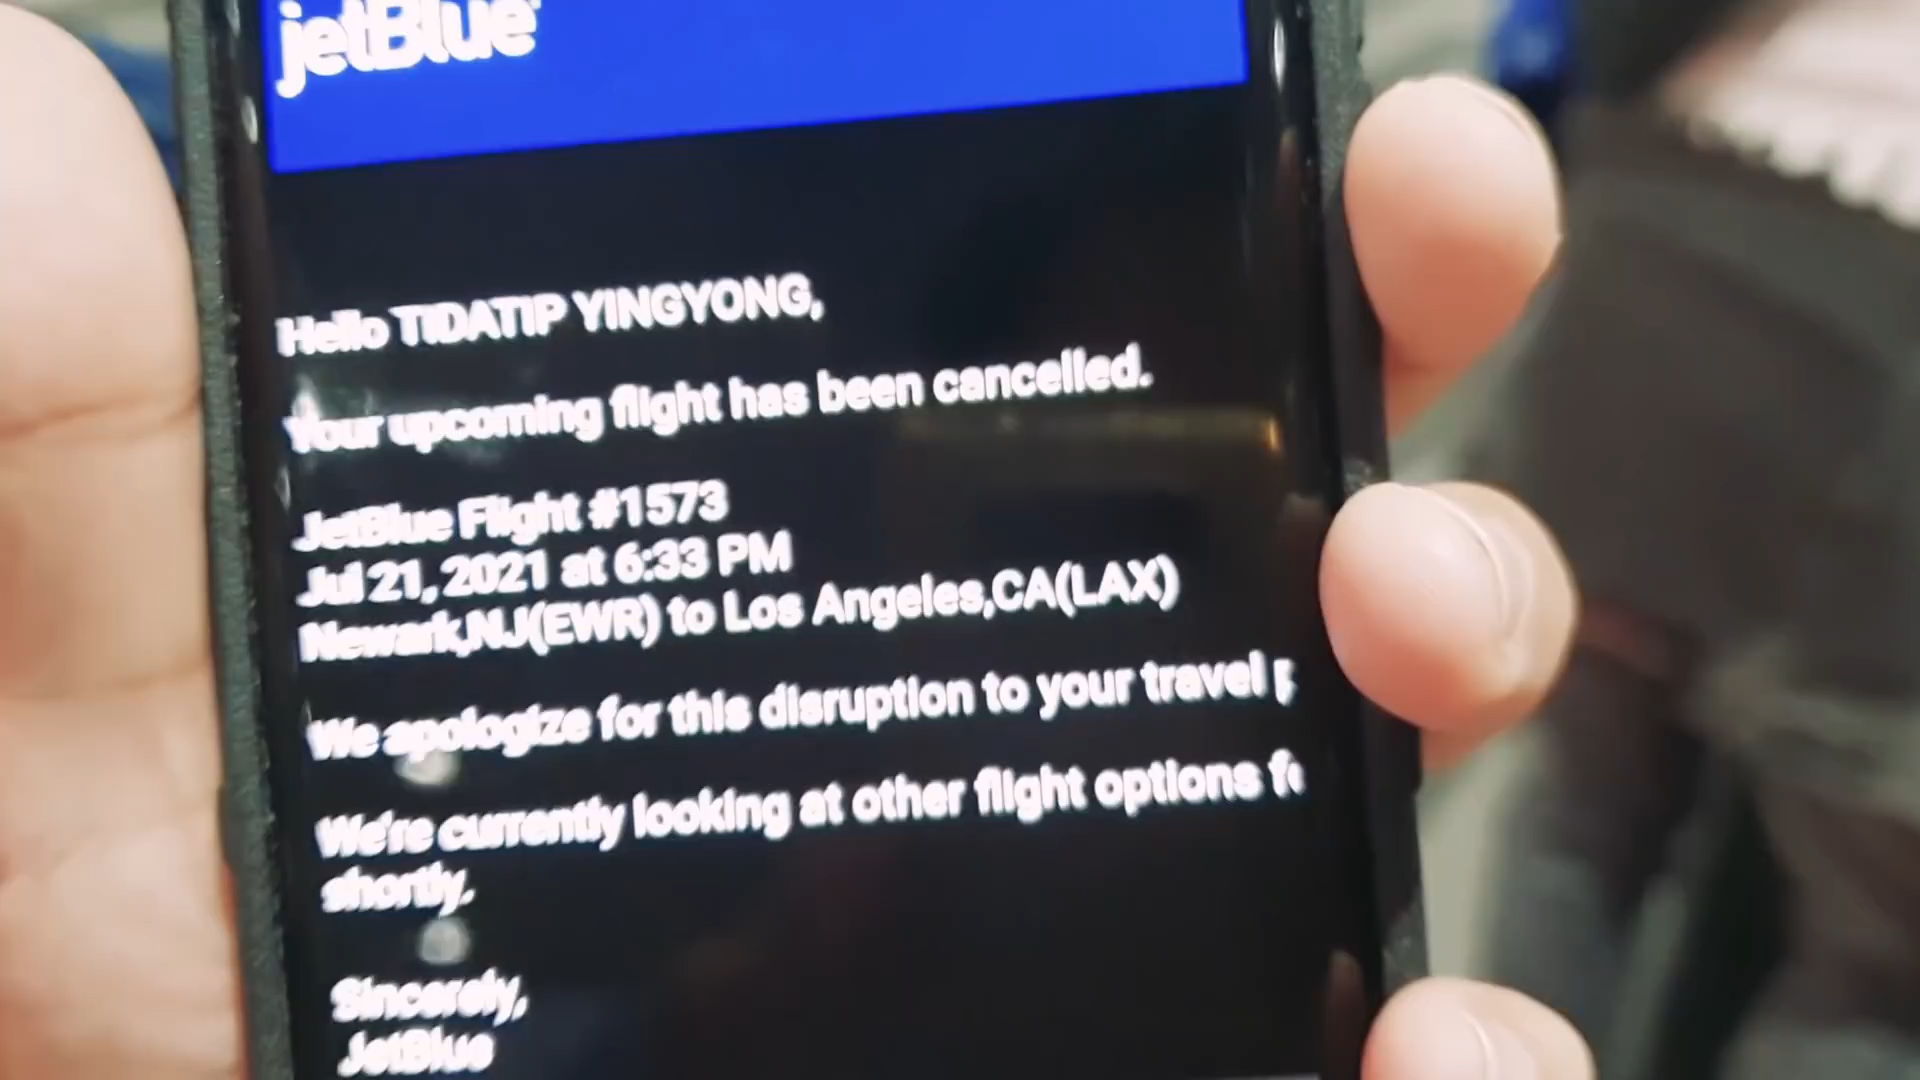 jetBlue
Hello TIDATIP YINGYONG,
Your upcoming flight has been cancelled.
JetBlue Flight #1573
Jul 21, 2021 at 6:33 PM
Newark,NJ(EWR) to Los Angeles,CA(LAX)
We apologize for this disruption to your travel
We're currently looking at other flight options
shortly.
Sincerely,
JetBlue